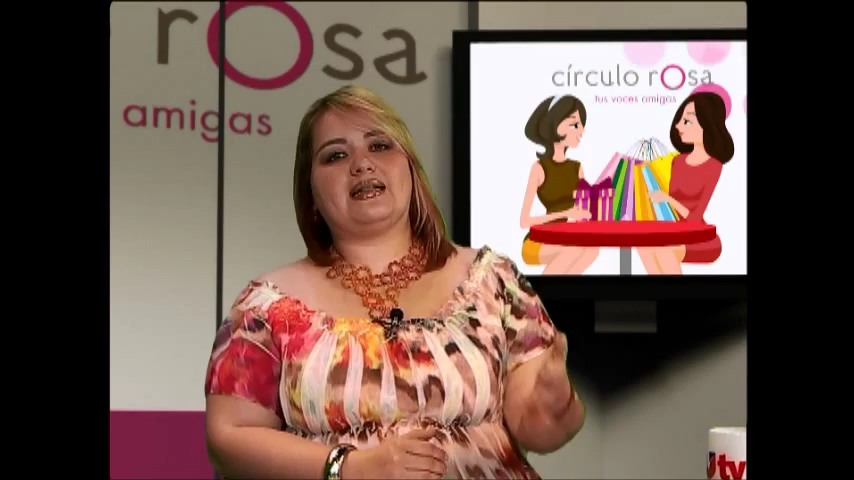 rosa
amigas
círculo rosa
Tus voces amigas
tv